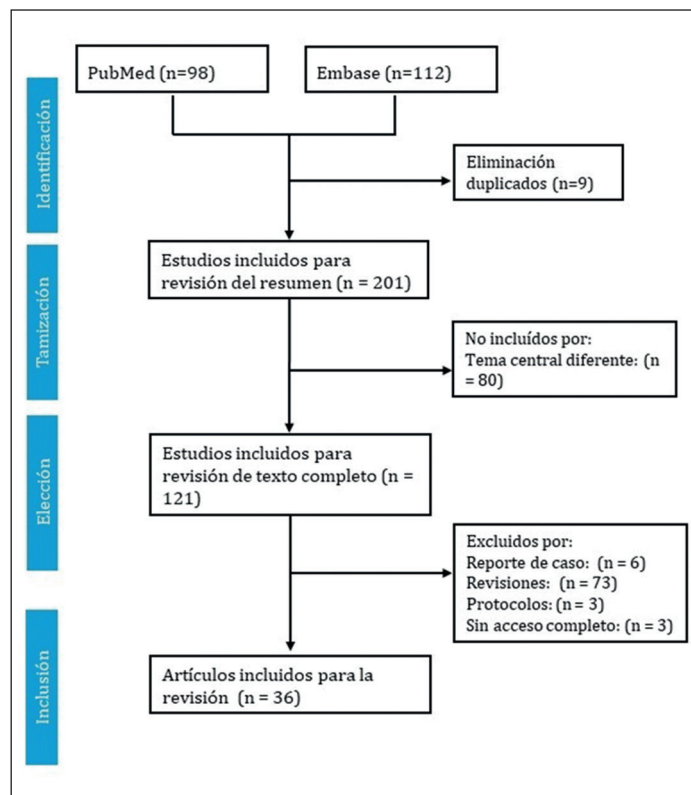 PubMed (n=98)
Embase (n=112)
Identificación
Eliminación
duplicados (n=9)
Tamización
Estudios incluidos para
revisión del resumen (n = 201)
No incluídos por:
Tema central diferente: (n
= 80)
Elección
Estudios incluidos para
revisión de texto completo (n =
121)
Excluidos por:
Reporte de caso: (n = 6)
Revisiones: (n = 73)
Protocolos: (n = 3)
Sin acceso completo: (n = 3)
Inclusión
Artículos incluidos para la
revisión (n = 36)